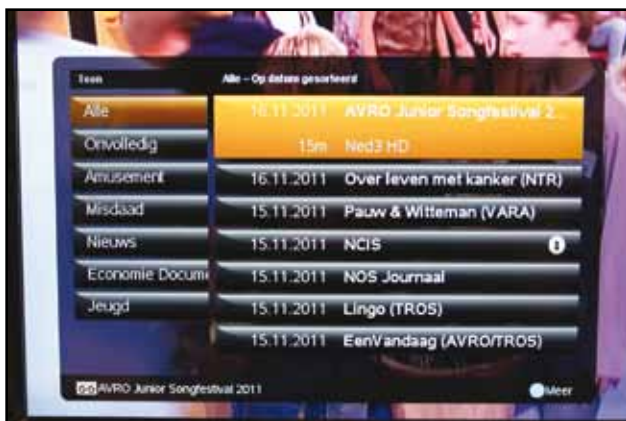 Toon
Alle – Op datum gesorteerd
Alle
Onvolledig
Amusement
Misdaad
Nieuws
Economie Docume
Jeugd
16.11.2011 AVRO Junior Songfestival 2...
15m Ned3 HD
16.11.2011 Over leven met kanker (NTR)
15.11.2011 Pauw & Witteman (VARA)
15.11.2011 NCIS
15.11.2011 NOS Journaal
15.11.2011 Lingo (TROS)
15.11.2011 EenVandaag (AVRO/TROS)
AVRO Junior Songfestival 2011
Meer